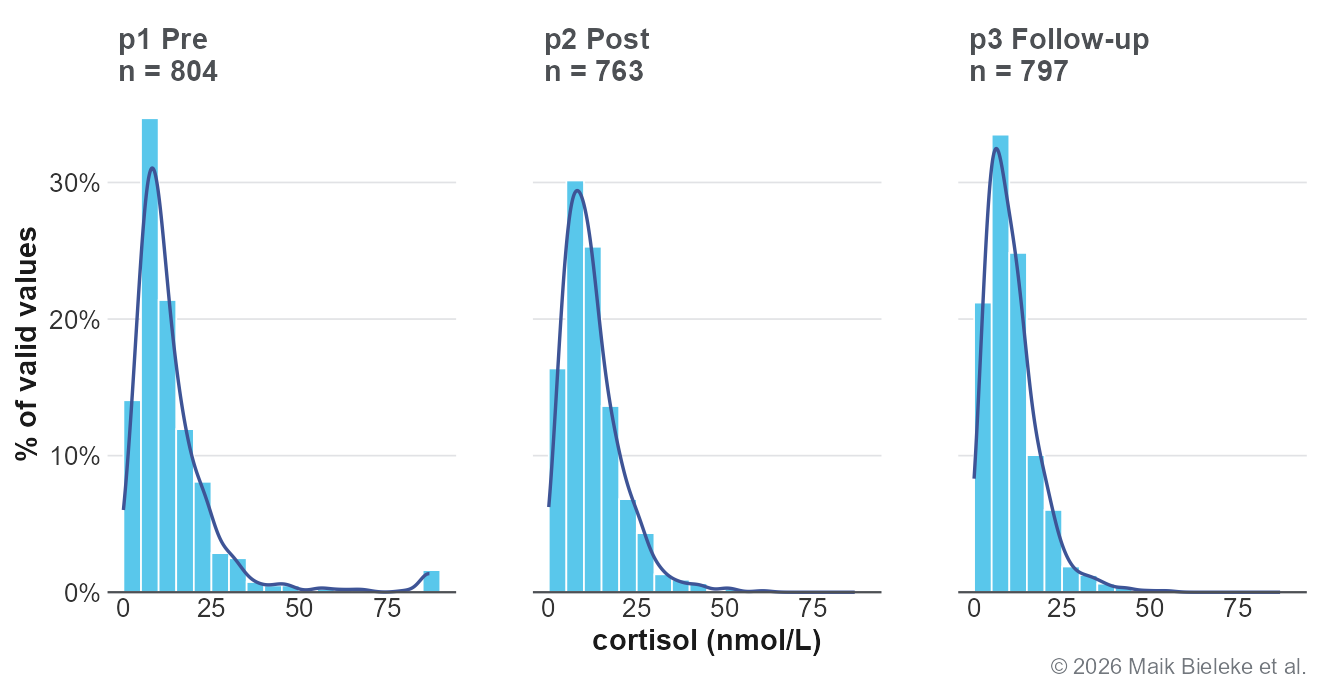 p1 Pre
n = 804
p2 Post
n = 763
p3 Follow-up
n = 797
% of valid values
30%
20%
10%
0%
0 25 50 75
0 25 50 75
0 25 50 75
cortisol (nmol/L)
© 2026 Maik Bieleke et al.